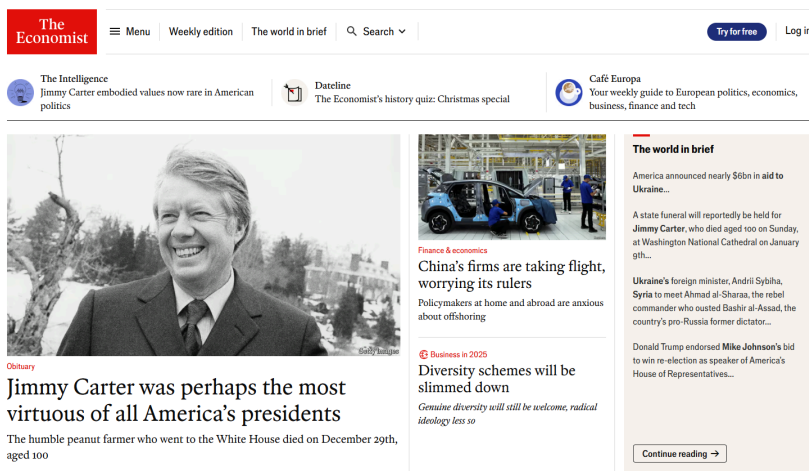 The
Economist
Menu
Weekly edition
The world in brief
Search
Try for free
Log in
The Intelligence
Jimmy Carter embodied values now rare in American
politics
Dateline
The Economist's history quiz: Christmas special
Café Europa
Your weekly guide to European politics, economics,
business, finance and tech
Getty Images
Obituary
Jimmy Carter was perhaps the most
virtuous of all America's presidents
The humble peanut farmer who went to the White House died on December 29th,
aged 100
Finance & economics
China's firms are taking flight,
worrying its rulers
Policymakers at home and abroad are anxious
about offshoring
Business in 2025
Diversity schemes will be
slimmed down
Genuine diversity will still be welcome, radical
ideology less so
The world in brief
America announced nearly $6bn in aid to
Ukraine...
A state funeral will reportedly be held for
Jimmy Carter, who died aged 100 on Sunday,
at Washington National Cathedral on January
9th...
Ukraine's foreign minister, Andrii Sybiha,
Syria to meet Ahmad al-Sharaa, the rebel
commander who ousted Bashir al-Assad, the
country's pro-Russia former dictator...
Donald Trump endorsed Mike Johnson's bid
to win re-election as speaker of America's
House of Representatives...
Continue reading →